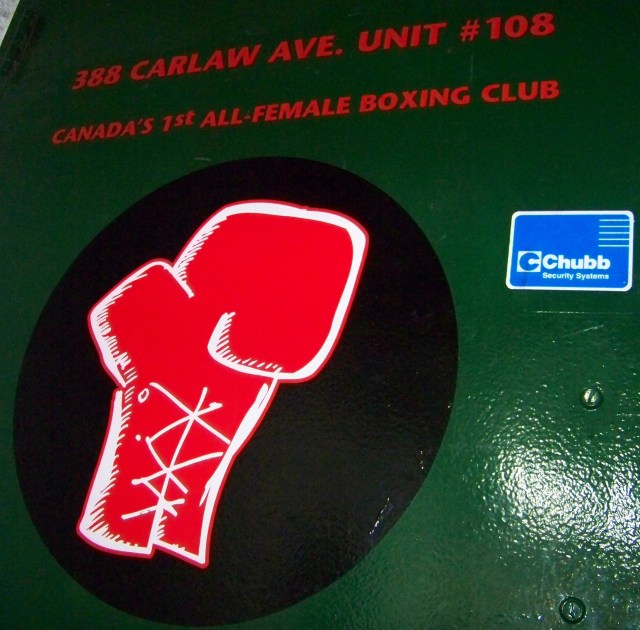 388 CARLAW AVE. UNIT #108
CANADA'S 1st ALL-FEMALE BOXING CLUB
Chubb
Security Systems